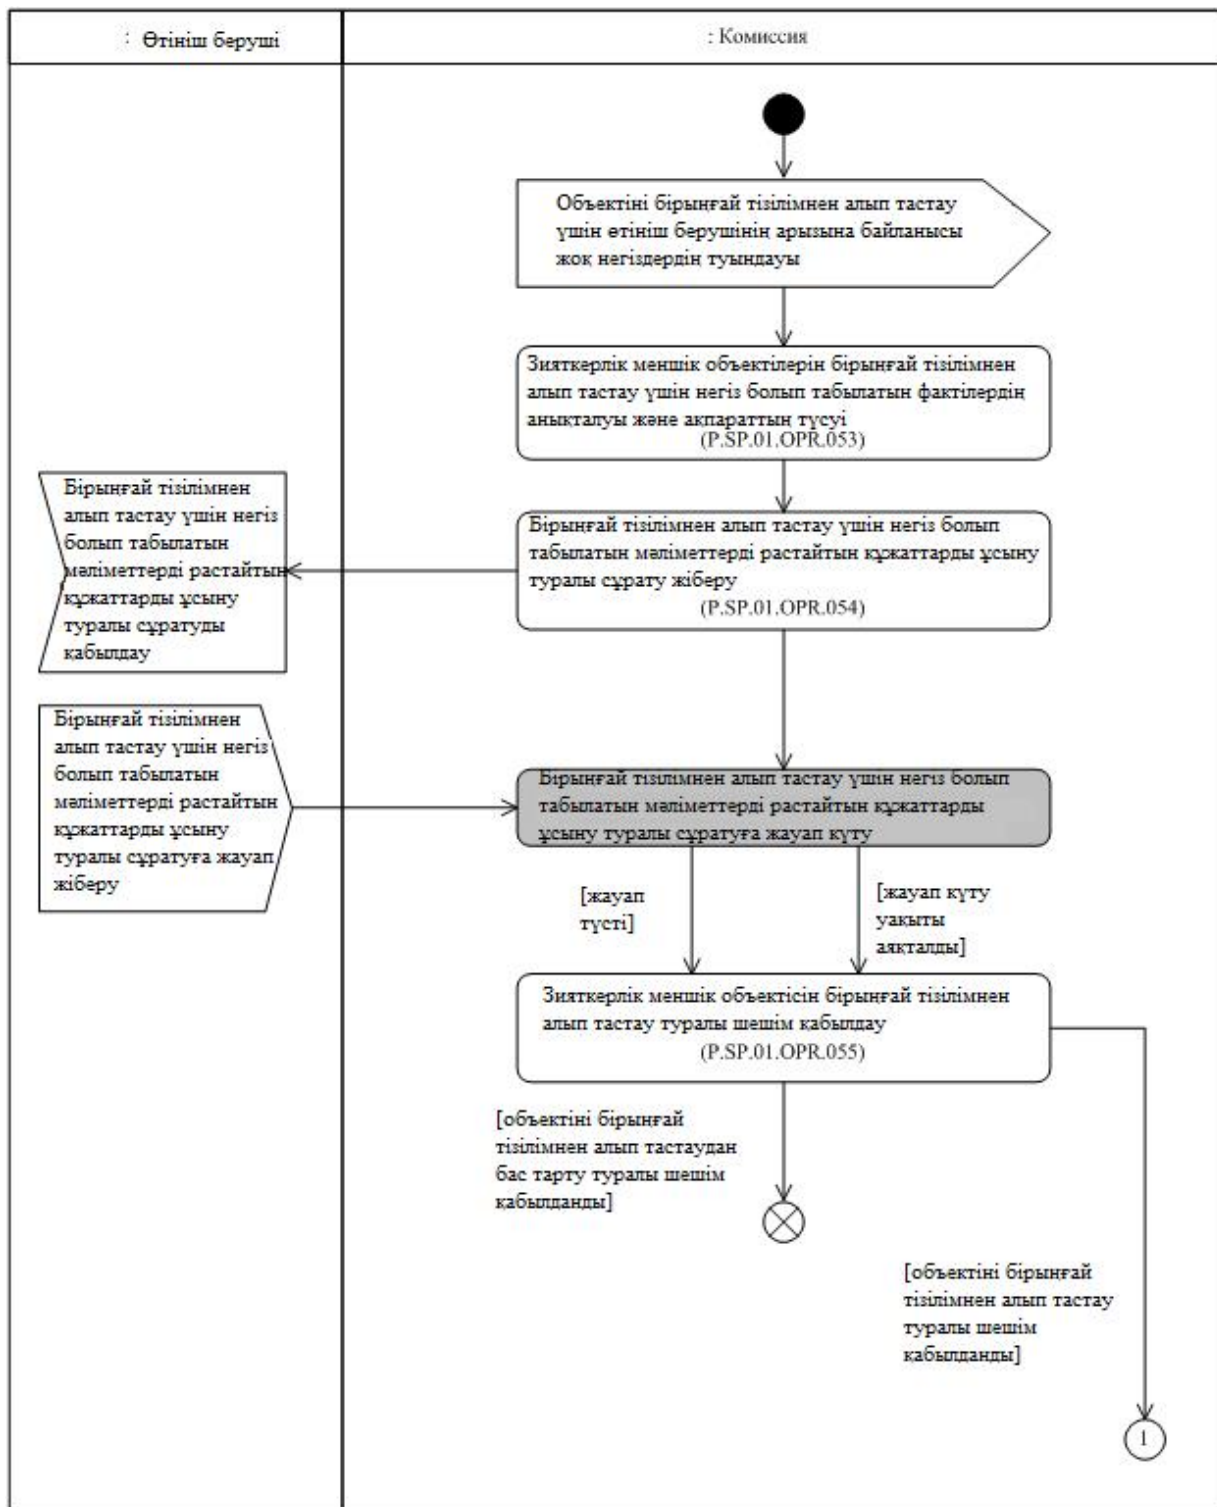 : Өтініш беруші
: Комиссия
Объектіні бірыңғай тізілімнен алып тастау
үшін өтініш берушінің арызына байланысы
жоқ негіздердің туындауы
Зияткерлік меншік объектілерін бірыңғай тізілімнен
алып тастау үшін негіз болып табылатын фактілердің
анықталуы және ақпараттың түсуі
(P.SP.01.OPR.053)
Бірыңғай тізілімнен
алып тастау үшін негіз
болып табылатын
мәліметтерді растайтын
құжаттарды ұсыну
туралы сұратуды
қабылдау
Бірыңғай тізілімнен алып тастау үшін негіз болып
табылатын мәліметтерді растайтын құжаттарды ұсыну
туралы сұрату жіберу
(P.SP.01.OPR.054)
Бірыңғай тізілімнен
алып тастау үшін негіз
болып табылатын
мәліметтерді растайтын
құжаттарды ұсыну
туралы сұратуға жауап
жіберу
Бірыңғай тізілімнен алып тастау үшін негіз болып
табылатын мәліметтерді растайтын құжаттарды
ұсыну туралы сұратуға жауап күту
[жауап
түсті]
[жауап күту
уақыты
аяқталды]
Зияткерлік меншік объектісін бірыңғай тізілімнен
алып тастау туралы шешім қабылдау
(P.SP.01.OPR.055)
[объектіні бірыңғай
тізілімнен алып тастаудан
бас тарту туралы шешім
қабылданды]
[объектіні бірыңғай
тізілімнен алып тастау
туралы шешім
қабылданды]
1